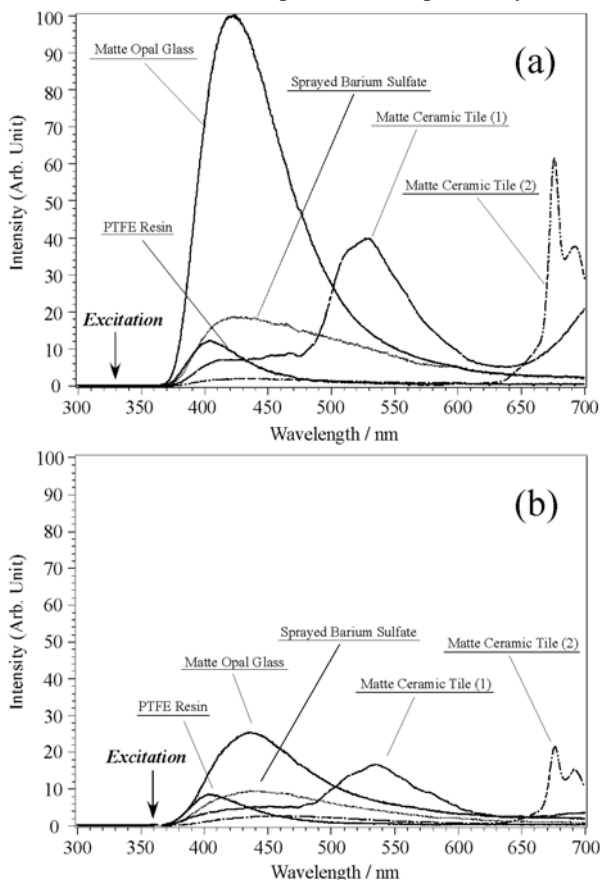 (a)
Matte Opal Glass
Sprayed Barium Sulfate
Matte Ceramic Tile (1)
Matte Ceramic Tile (2)
PTFE Resin
Excitation
Intensity (Arb. Unit)
100
90
80
70
60
50
40
30
20
10
0
300 350 400 450 500 550 600 650 700
Wavelength / nm
(b)
Sprayed Barium Sulfate
Matte Ceramic Tile (2)
Matte Opal Glass
Matte Ceramic Tile (1)
PTFE Resin
Excitation
Intensity (Arb. Unit)
100
90
80
70
60
50
40
30
20
10
0
300 350 400 450 500 550 600 650 700
Wavelength / nm